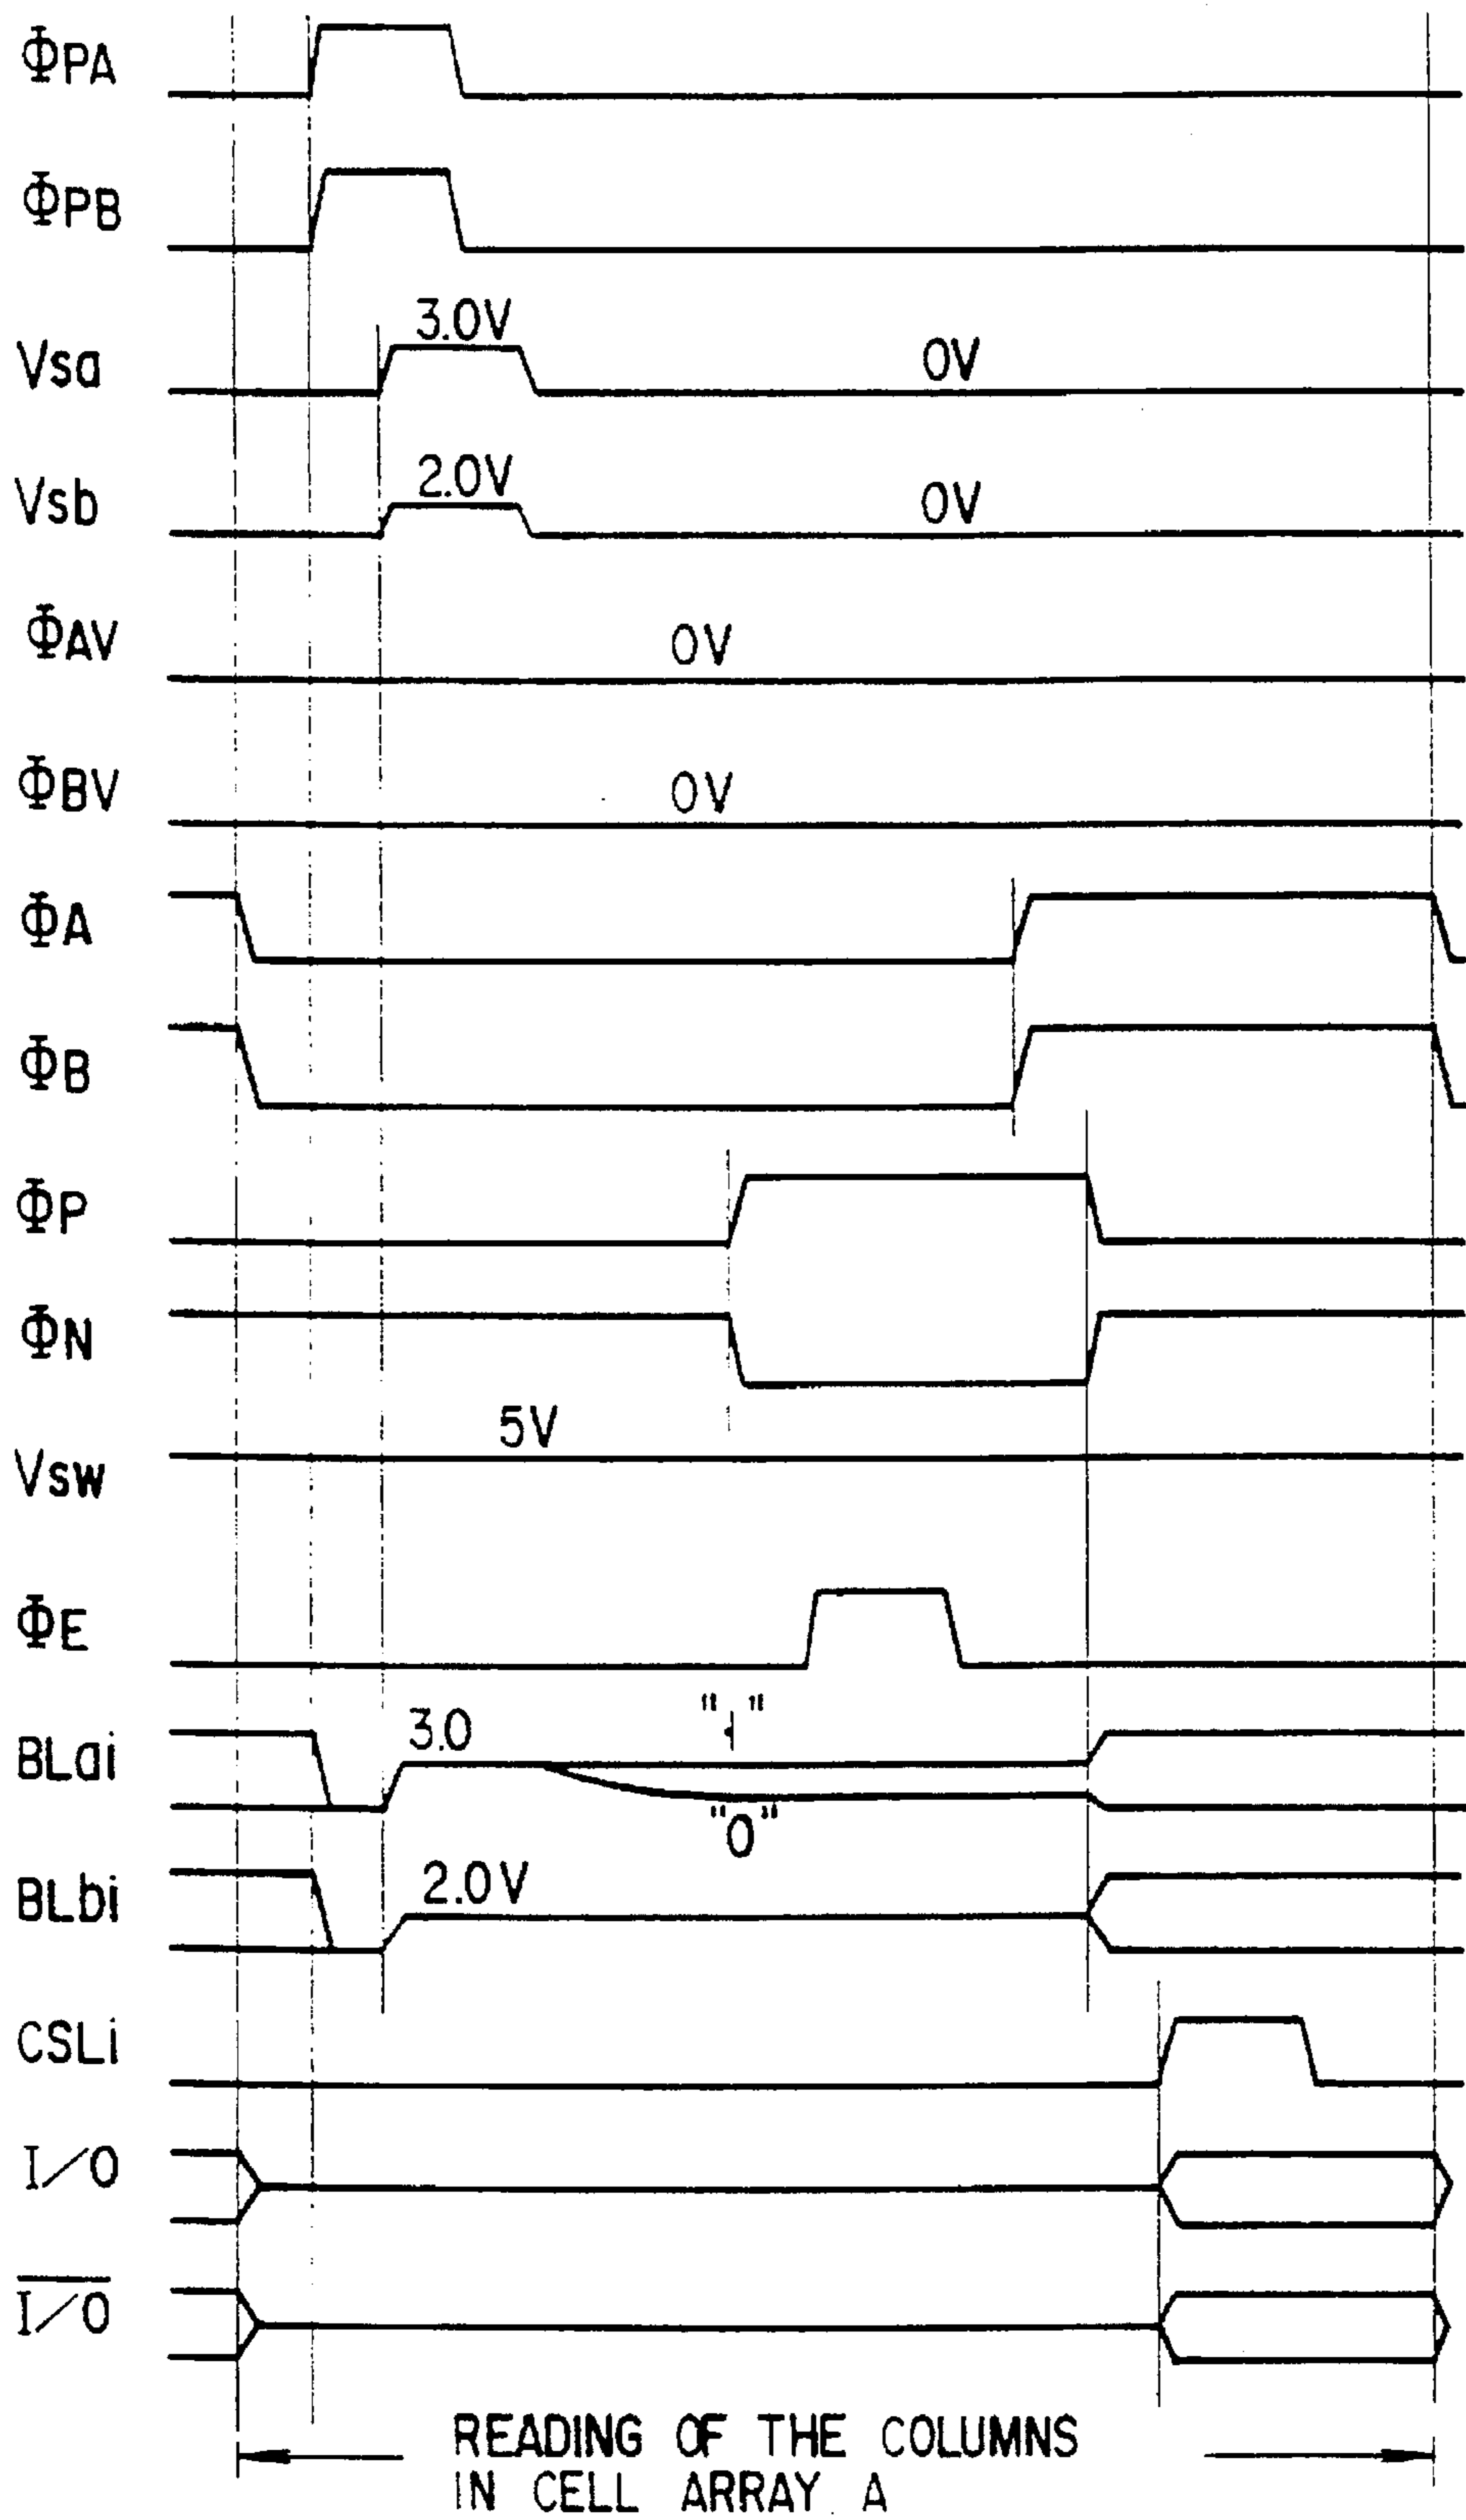 ΦPA
ΦPB
Vsa 3.0V 0V
Vsb 2.0V 0V
ΦAV 0V
ΦBV 0V
ΦA
ΦB
ΦP
ΦN
Vsw 5V
ΦE
BLai 3.0 "1" "0"
BLbi 2.0V
CSLi
I/O
I/O
READING OF THE COLUMNS
IN CELL ARRAY A